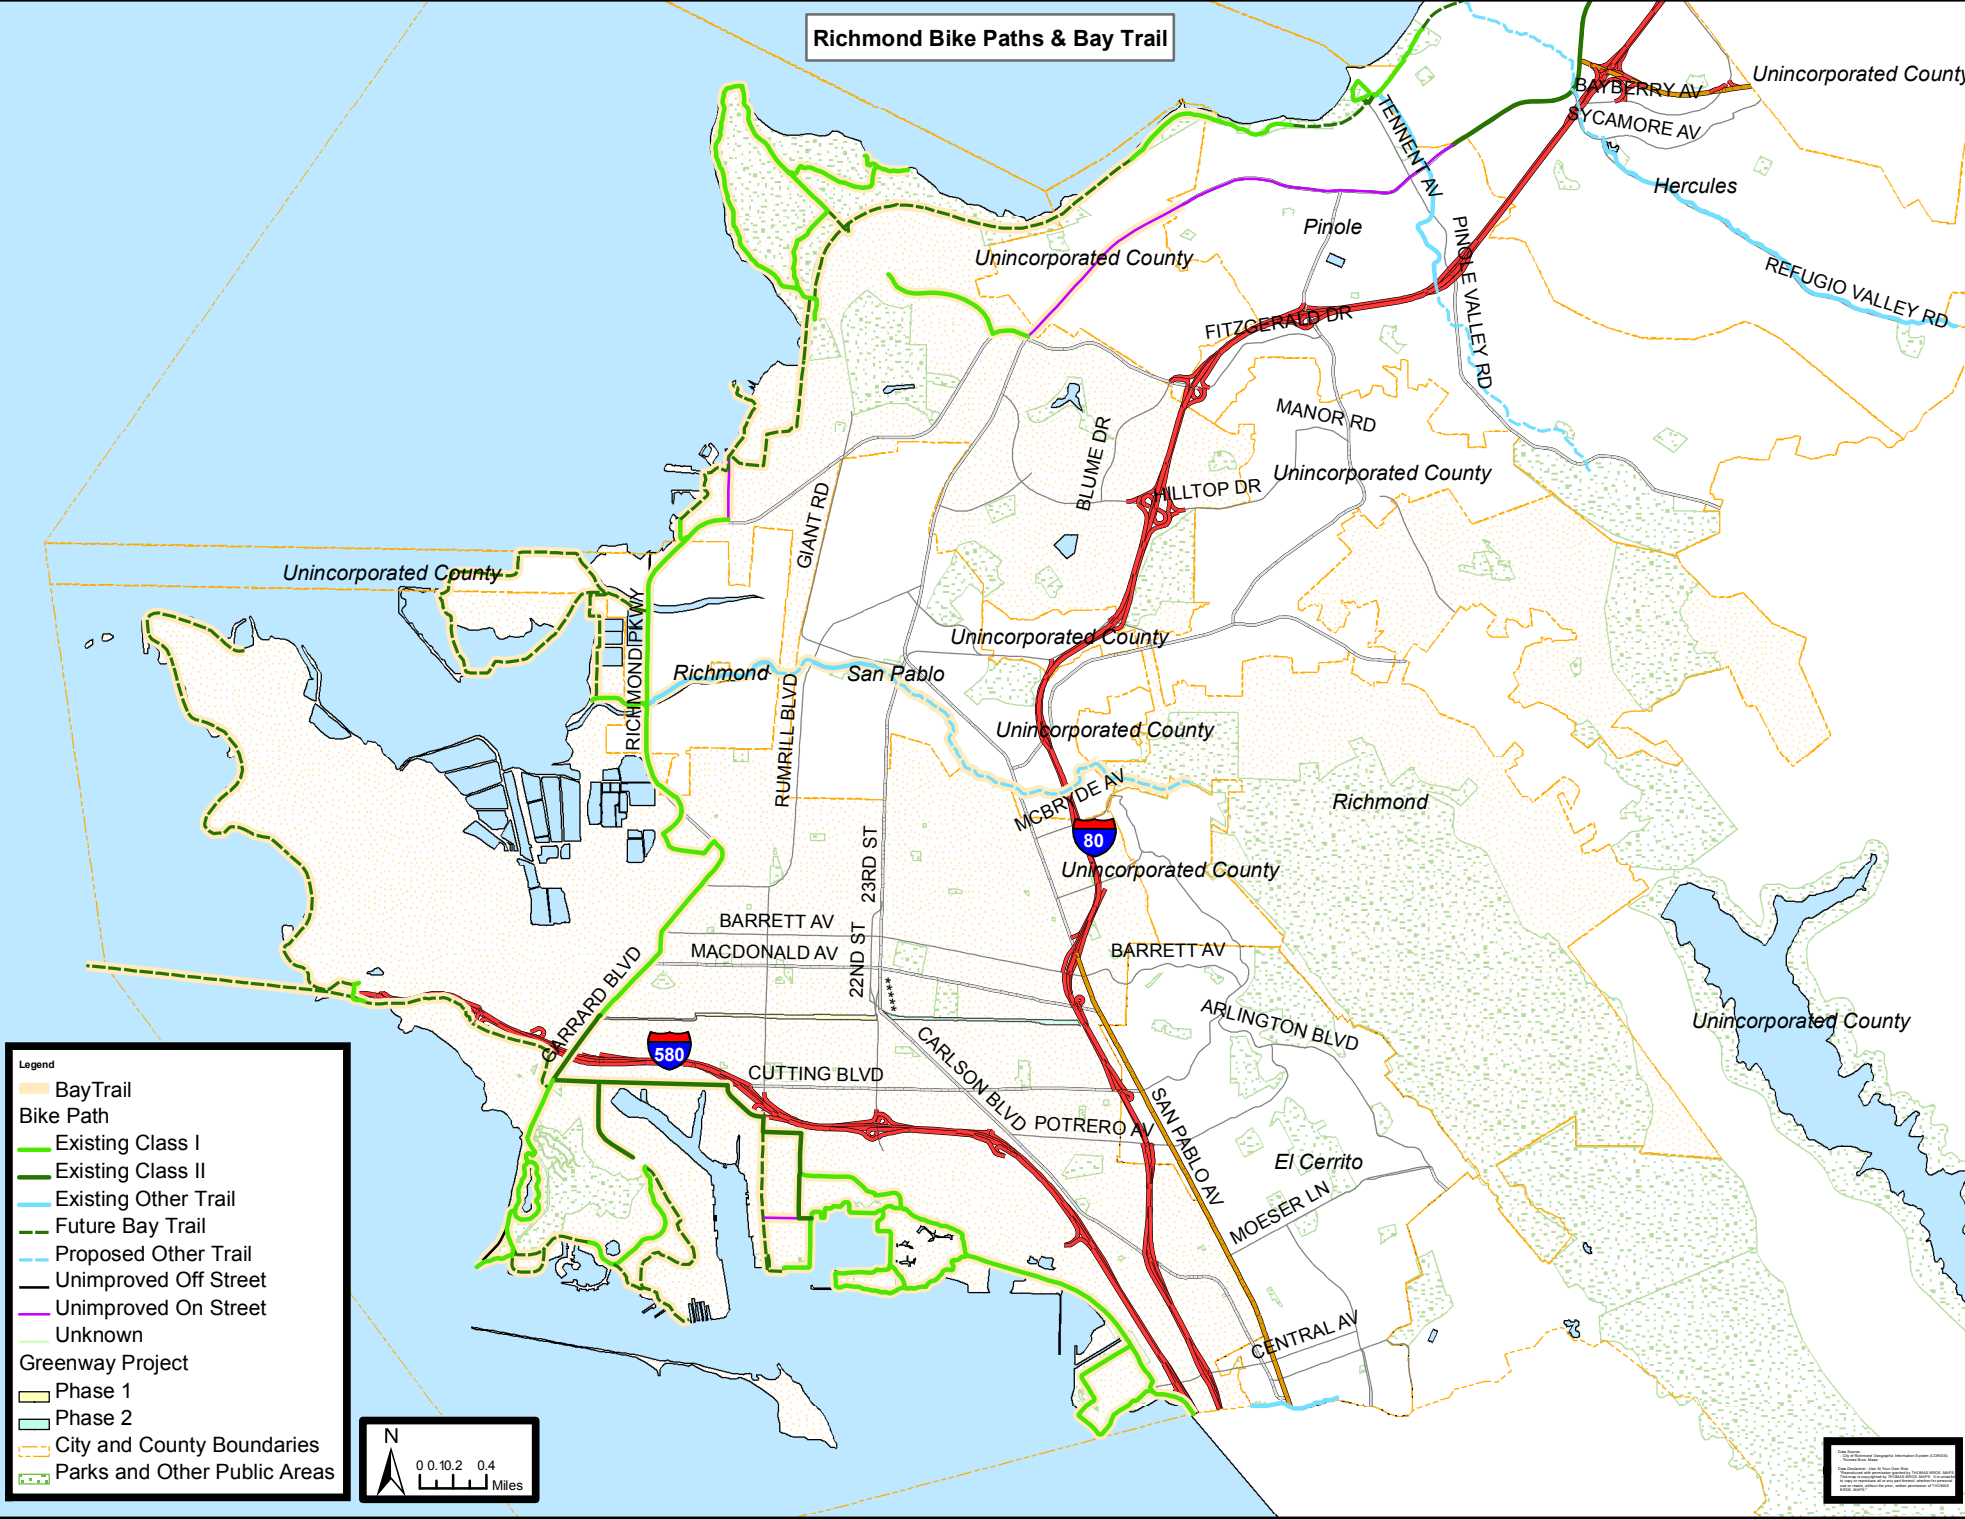 Richmond Bike Paths & Bay Trail
Unincorporated County
BAYBERRY AV
SYCAMORE AV
TENNENT AV
Hercules
Pinole
PINOLE VALLEY RD
Unincorporated County
REFUGIO VALLEY RD
FITZGERALD DR
MANOR RD
BLUME DR
Unincorporated County
HILLTOP DR
GIANT RD
Unincorporated County
RICHMOND PKWY
Unincorporated County
Richmond
San Pablo
RUMRILL BLVD
Unincorporated County
MCBRYDE AV
Richmond
80
23RD ST
Unincorporated County
BARRETT AV
MACDONALD AV
22ND ST
BARRETT AV
GARRARD BLVD
*****
ARLINGTON BLVD
Unincorporated County
580
CUTTING BLVD
CARLSON BLVD
POTRERO AV
SAN PABLO AV
El Cerrito
MOESER LN
CENTRAL AV
Legend
BayTrail
Bike Path
Existing Class I
Existing Class II
Existing Other Trail
Future Bay Trail
Proposed Other Trail
Unimproved Off Street
Unimproved On Street
Unknown
Greenway Project
Phase 1
Phase 2
City and County Boundaries
Parks and Other Public Areas
N
0 0.10.2 0.4
Miles